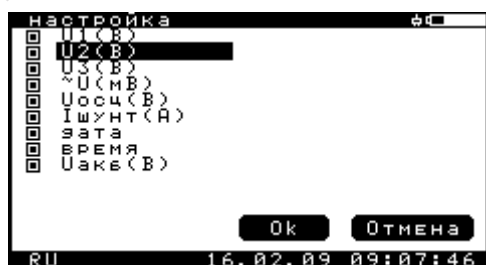 настройка
U1(В)
U2(В)
U3(В)
~U(мВ)
Uосц(В)
Iшунт(А)
дата
время
Uакб(В)
Ok Отмена
RU 16.02.09 09:07:46